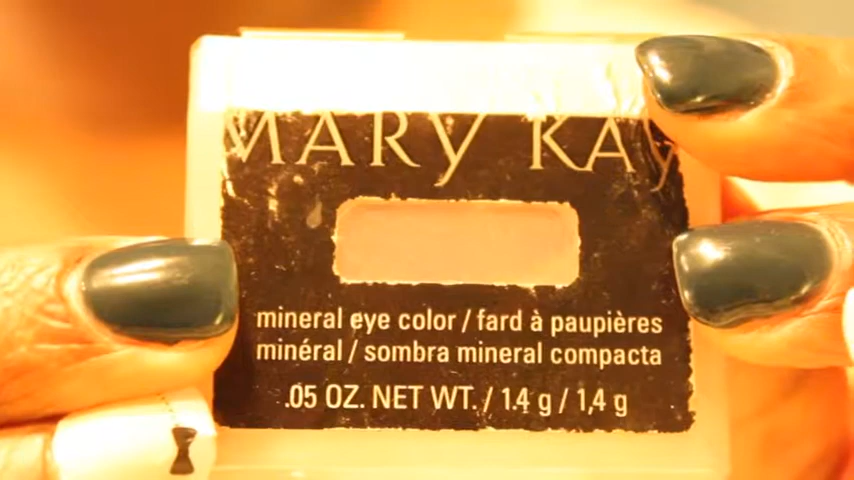 MARY KAY
mineral eye color / fard à paupières
minéral / sombra mineral compacta
.05 OZ. NET WT. / 1.4 g / 1,4 g